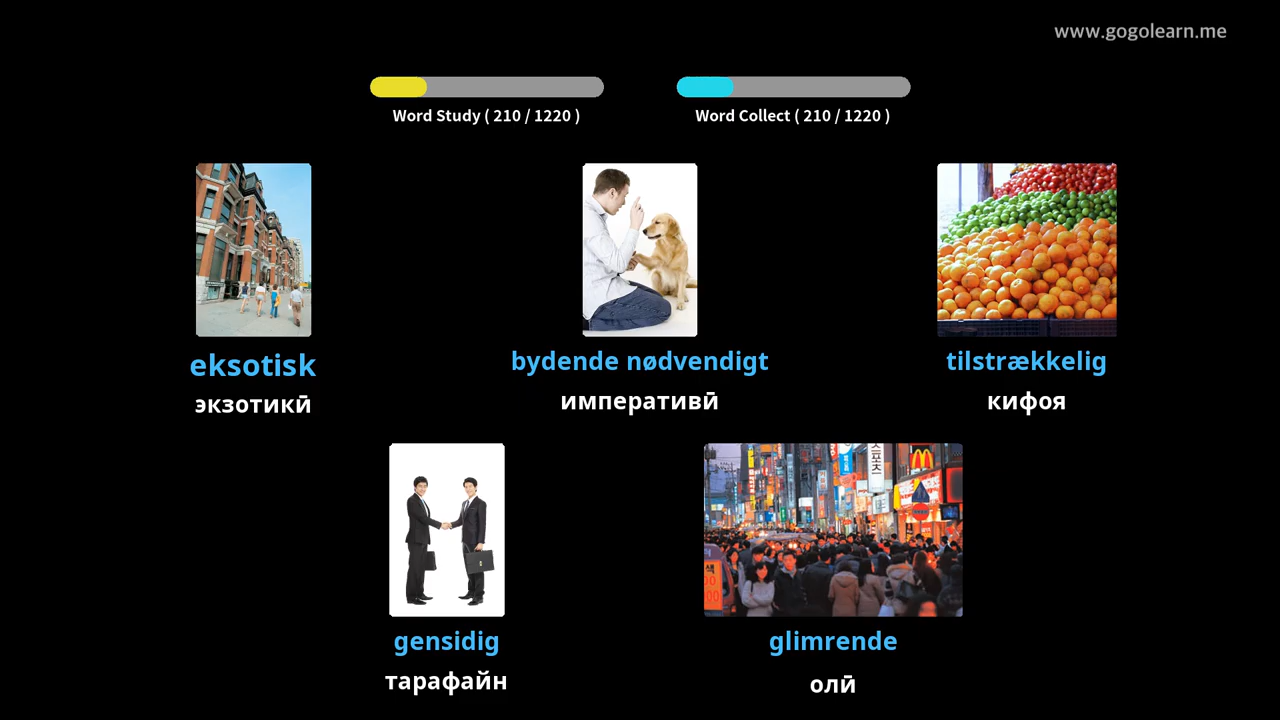 www.gogolearn.me
Word Study ( 210 / 1220 )
Word Collect ( 210 / 1220 )
eksotisk
экзотикӣ
bydende nødvendigt
императивӣ
tilstrækkelig
кифоя
gensidig
тарафайн
glimrende
олӣ